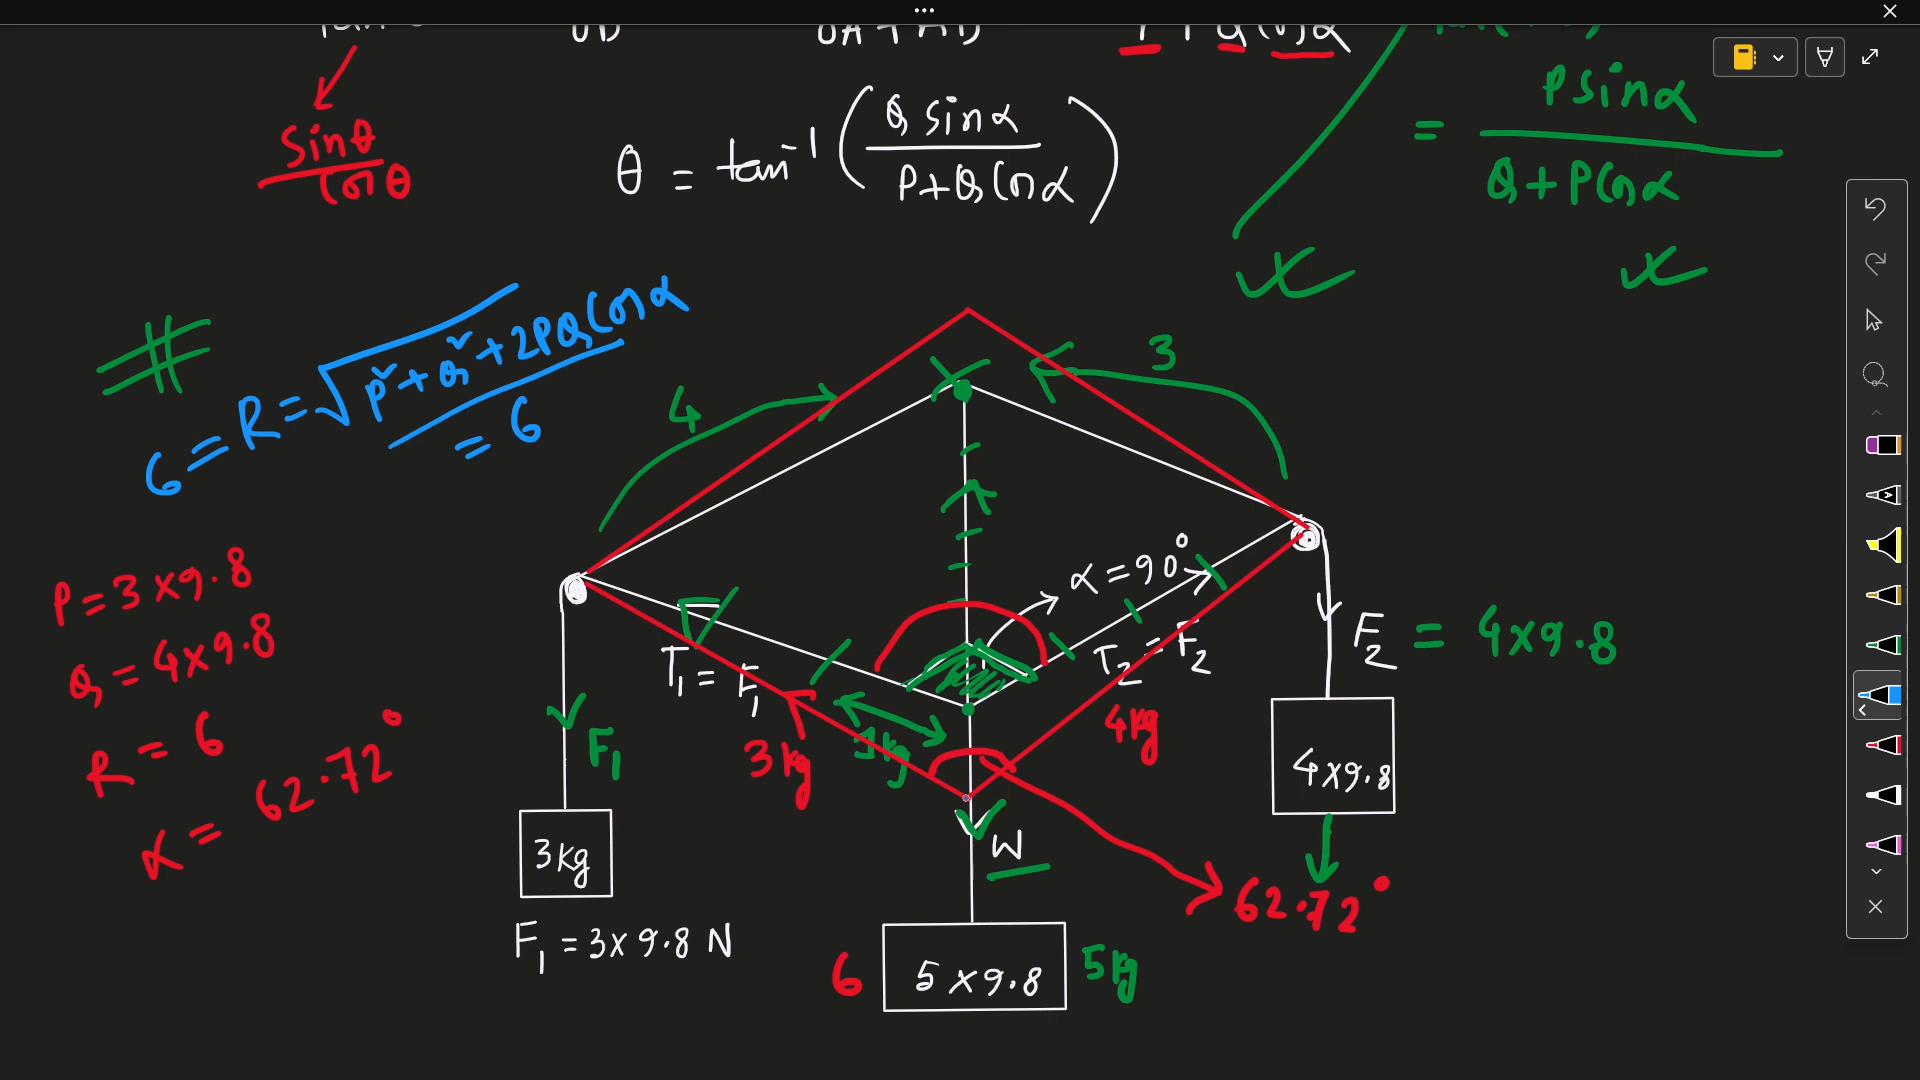 θ = tan⁻¹ ( Q sinα / P+Q Cosα )
= P sinα / Q + P Cosα
Sinθ / Cosθ
6 = R = √ P² + Q² + 2PQ Cosα
= 6
4
3
P = 3 × 9.8
Q = 4 × 9.8
R = 6
α = 62.72°
α = 90°
T₁ = F₁
T₂ = F₂
F₂ = 4×9.8
3kg
3kg
4kg
F₁
3kg
4×9.8
W
62.72°
F₁ = 3× 9.8 N
6
5 × 9.8
5kg